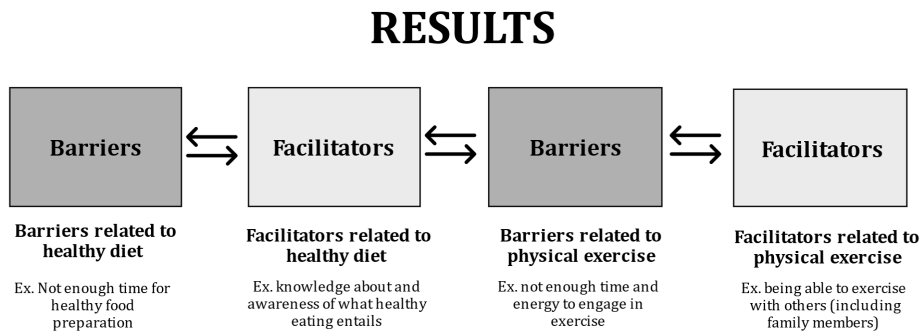 RESULTS
Barriers
Facilitators
Barriers
Facilitators
Barriers related to
healthy diet
Ex. Not enough time for
healthy food
preparation
Facilitators related to
healthy diet
Ex. knowledge about and
awareness of what healthy
eating entails
Barriers related to
physical exercise
Ex. not enough time and
energy to engage in
exercise
Facilitators related to
physical exercise
Ex. being able to exercise
with others (including
family members)